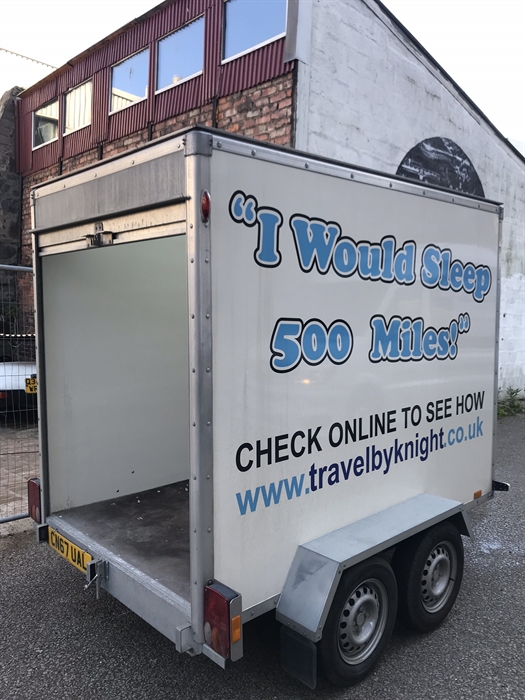 “I Would Sleep
500 Miles!”
CHECK ONLINE TO SEE HOW
www.travelbyknight.co.uk
CN67 UAL